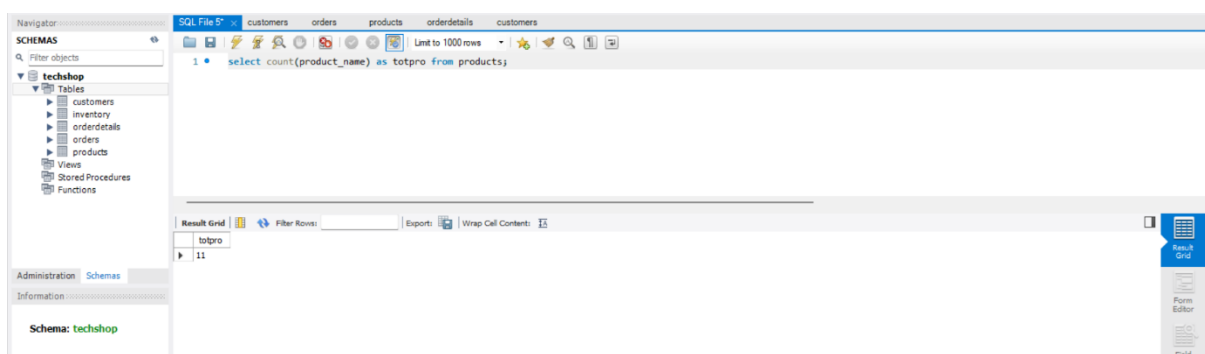 Navigator
SCHEMAS
Filter objects
techshop
Tables
customers
inventory
orderdetails
orders
products
Views
Stored Procedures
Functions
Administration Schemas
Information
Schema: techshop
SQL File 5* customers orders products orderdetails customers
Limit to 1000 rows
1 select count(product_name) as totpro from products;
Result Grid Filter Rows: Export: Wrap Cell Content:
totpro
11
Result
Grid
Form
Editor